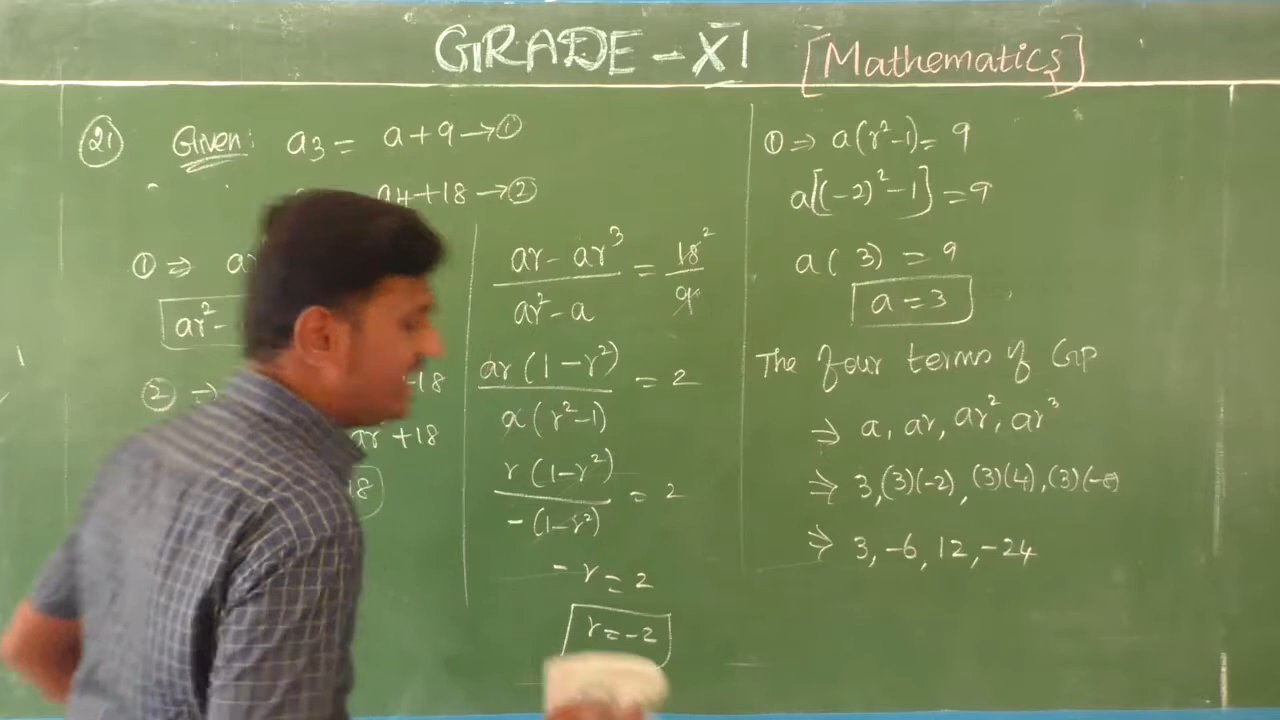 GRADE - XI [Mathematics]
21 Given: a3 = a + 9 → ①
a4 + 18 → ②
① ⇒ ar
ar² -
② ⇒ -18
ar + 18
18
ar - ar³ / ar² - a = 18² / 9
ar (1 - r²) / a (r² - 1) = 2
r (1 - r²) / - (1 - r²) = 2
- r = 2
r = -2
① ⇒ a(r² - 1) = 9
a[(-2)² - 1] = 9
a( 3 ) = 9
a = 3
The four terms of GP
⇒ a, ar, ar², ar³
⇒ 3, (3)(-2), (3)(4), (3)(-8)
⇒ 3, -6, 12, -24